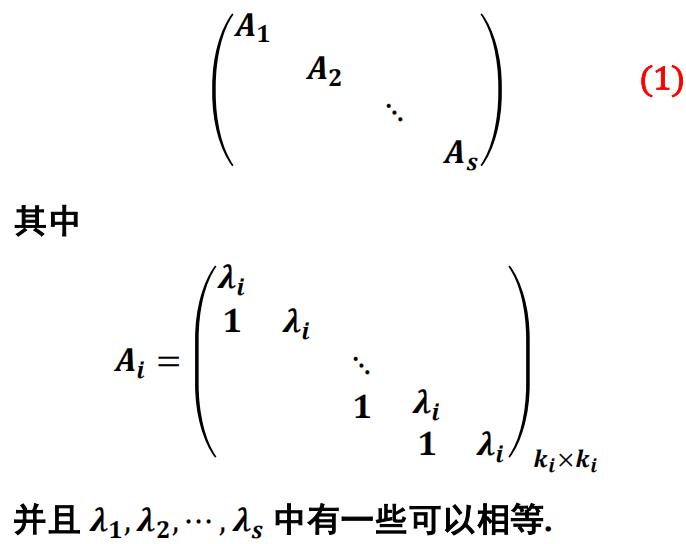 A₁
A₂ (1)
⋱
Aₛ
其中
λᵢ
1 λᵢ
Aᵢ = ⋱
1 λᵢ
1 λᵢ kᵢ×kᵢ
并且 λ₁, λ₂, ⋯, λₛ 中有一些可以相等.